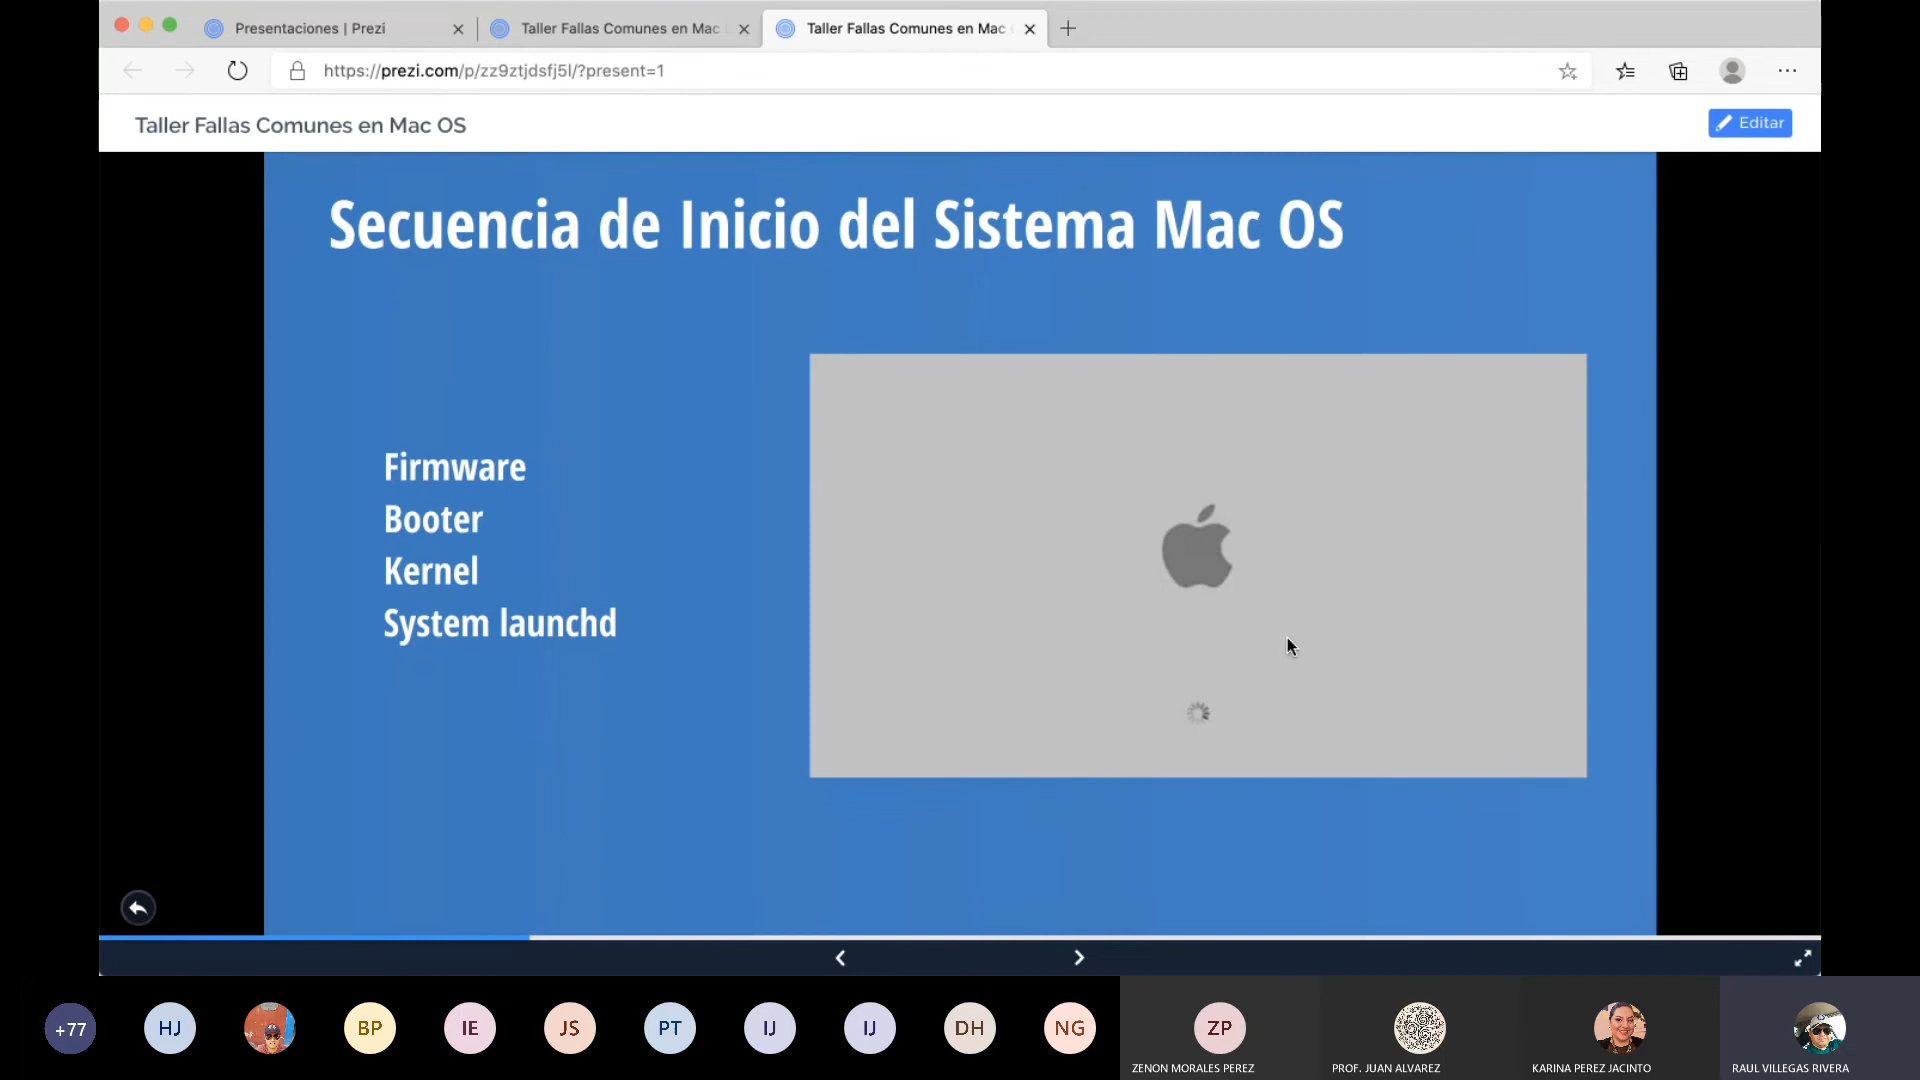 Presentaciones | Prezi
Taller Fallas Comunes en Mac
Taller Fallas Comunes en Mac
https://prezi.com/p/zz9ztjdsfj5l/?present=1
Taller Fallas Comunes en Mac OS
Editar
Secuencia de Inicio del Sistema Mac OS
Firmware
Booter
Kernel
System launchd
+77
HJ
BP
IE
JS
PT
IJ
IJ
DH
NG
ZP
ZENON MORALES PEREZ
PROF. JUAN ALVAREZ
KARINA PEREZ JACINTO
RAUL VILLEGAS RIVERA